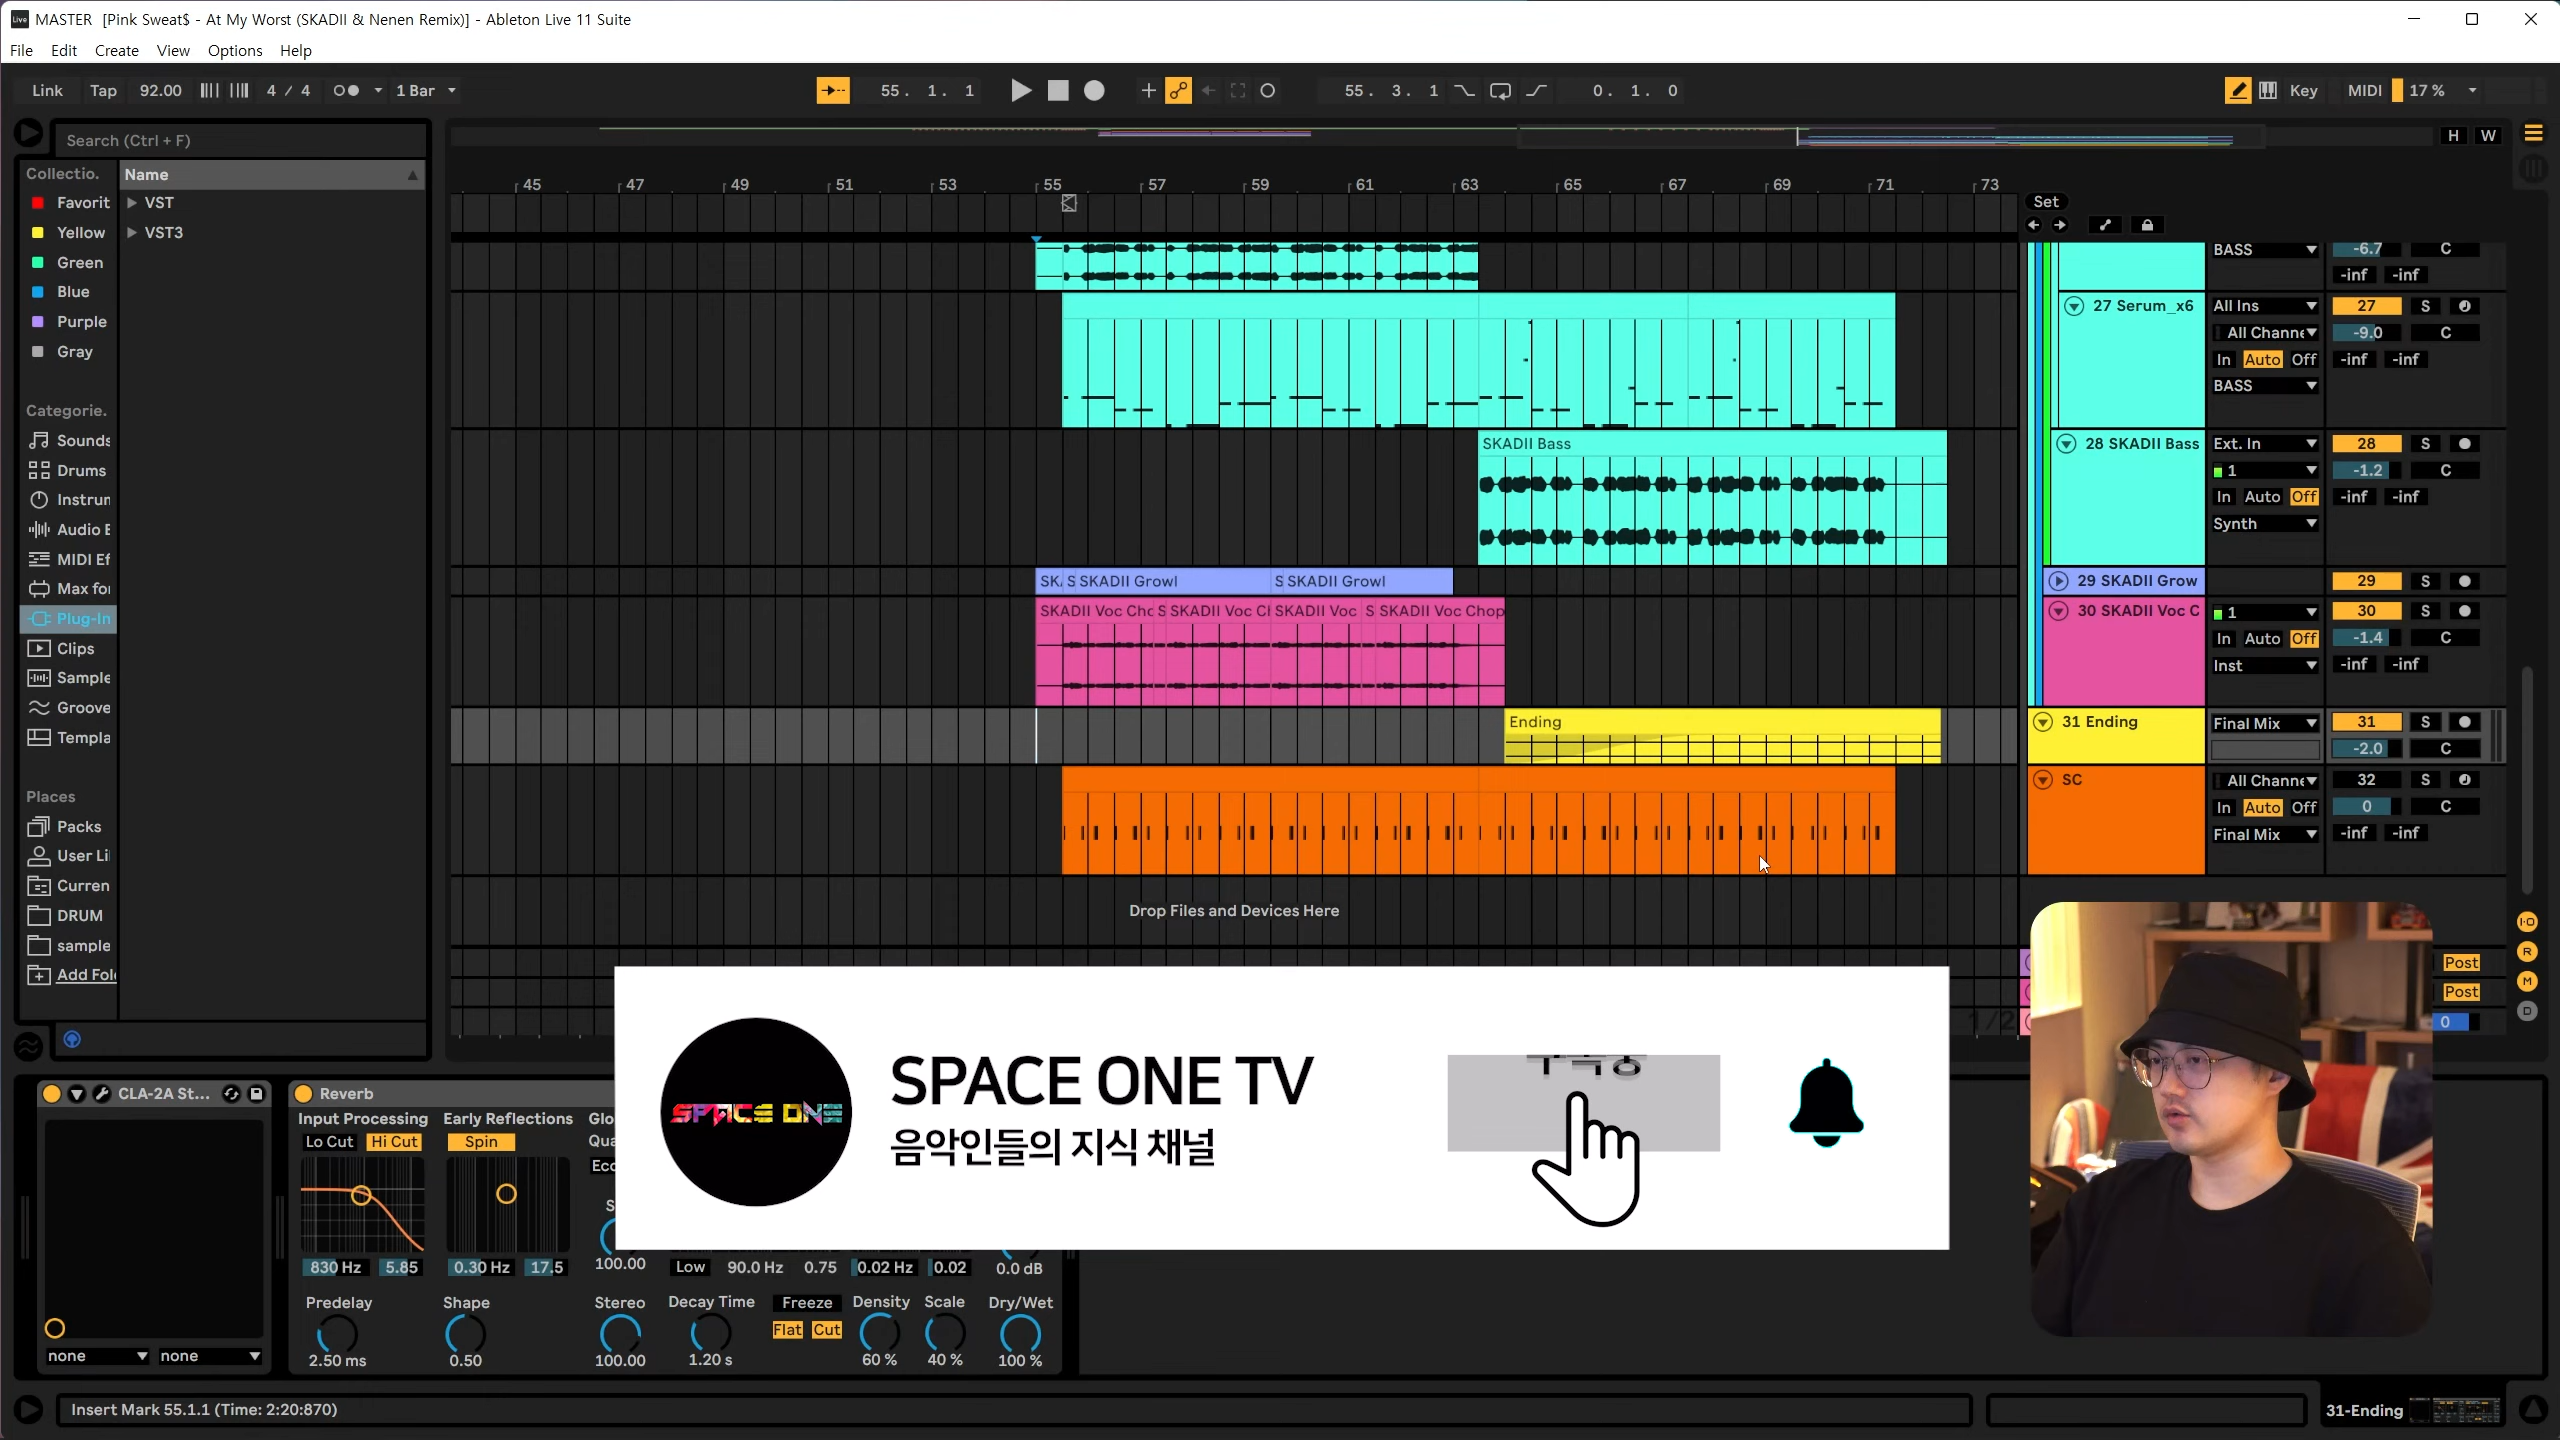 MASTER [Pink Sweat$ - At My Worst (SKADII & Nenen Remix)] - Ableton Live 11 Suite
File Edit Create View Options Help
Link Tap 92.00 4 / 4 1 Bar 55. 1. 1 55. 3. 1 0. 1. 0 Key MIDI 17 %
Search (Ctrl + F)
H W
Collectio. Name
Favorit VST
Yellow VST3
Green
Blue
Purple
Gray
Categorie.
Sounds
Drums
Instrun
Audio E
MIDI Ef
Max fo
Plug-In
Clips
Sample
Groove
Templa
Places
Packs
User Li
Curren
DRUM
sample
Add Fol
45 47 49 51 53 55 57 59 61 63 65 67 69 71 73
Set
BASS -6.7 C
-inf -inf
27 Serum_x6 All Ins 27 S
All Channe -9.0 C
In Auto Off -inf -inf
BASS
SKADII Bass
28 SKADII Bass Ext. In 28 S
1 -1.2 C
In Auto Off -inf -inf
Synth
SK/ S SKADII Growl S SKADII Growl
29 SKADII Grow 29 S
SKADII Voc Chc S SKADII Voc Cl SKADII Voc S SKADII Voc Chop
30 SKADII Voc C 1 30 S
In Auto Off -1.4 C
Inst -inf -inf
Ending
31 Ending Final Mix 31 S
-2.0 C
SC All Channe 32 S
In Auto Off 0 C
Final Mix -inf -inf
Drop Files and Devices Here
1/2
Post
Post
0
I·O
R
M
D
SPACE ONE
SPACE ONE TV
음악인들의 지식 채널
CLA-2A St...
none none
Reverb
Input Processing Early Reflections Glo
Lo Cut Hi Cut Spin Qua
Ecc
S
830 Hz 5.85 0.30 Hz 17.5 100.00 Low 90.0 Hz 0.75 0.02 Hz 0.02 0.0 dB
Predelay Shape Stereo Decay Time Freeze Density Scale Dry/Wet
Flat Cut
2.50 ms 0.50 100.00 1.20 s 60 % 40 % 100 %
Insert Mark 55.1.1 (Time: 2:20:870)
31-Ending